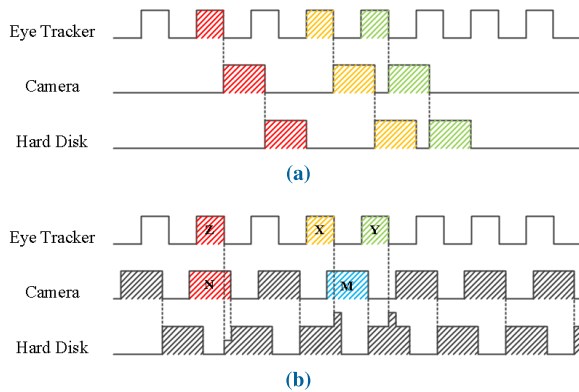 Eye Tracker
Camera
Hard Disk
(a)
Eye Tracker Z X Y
Camera N M
Hard Disk
(b)